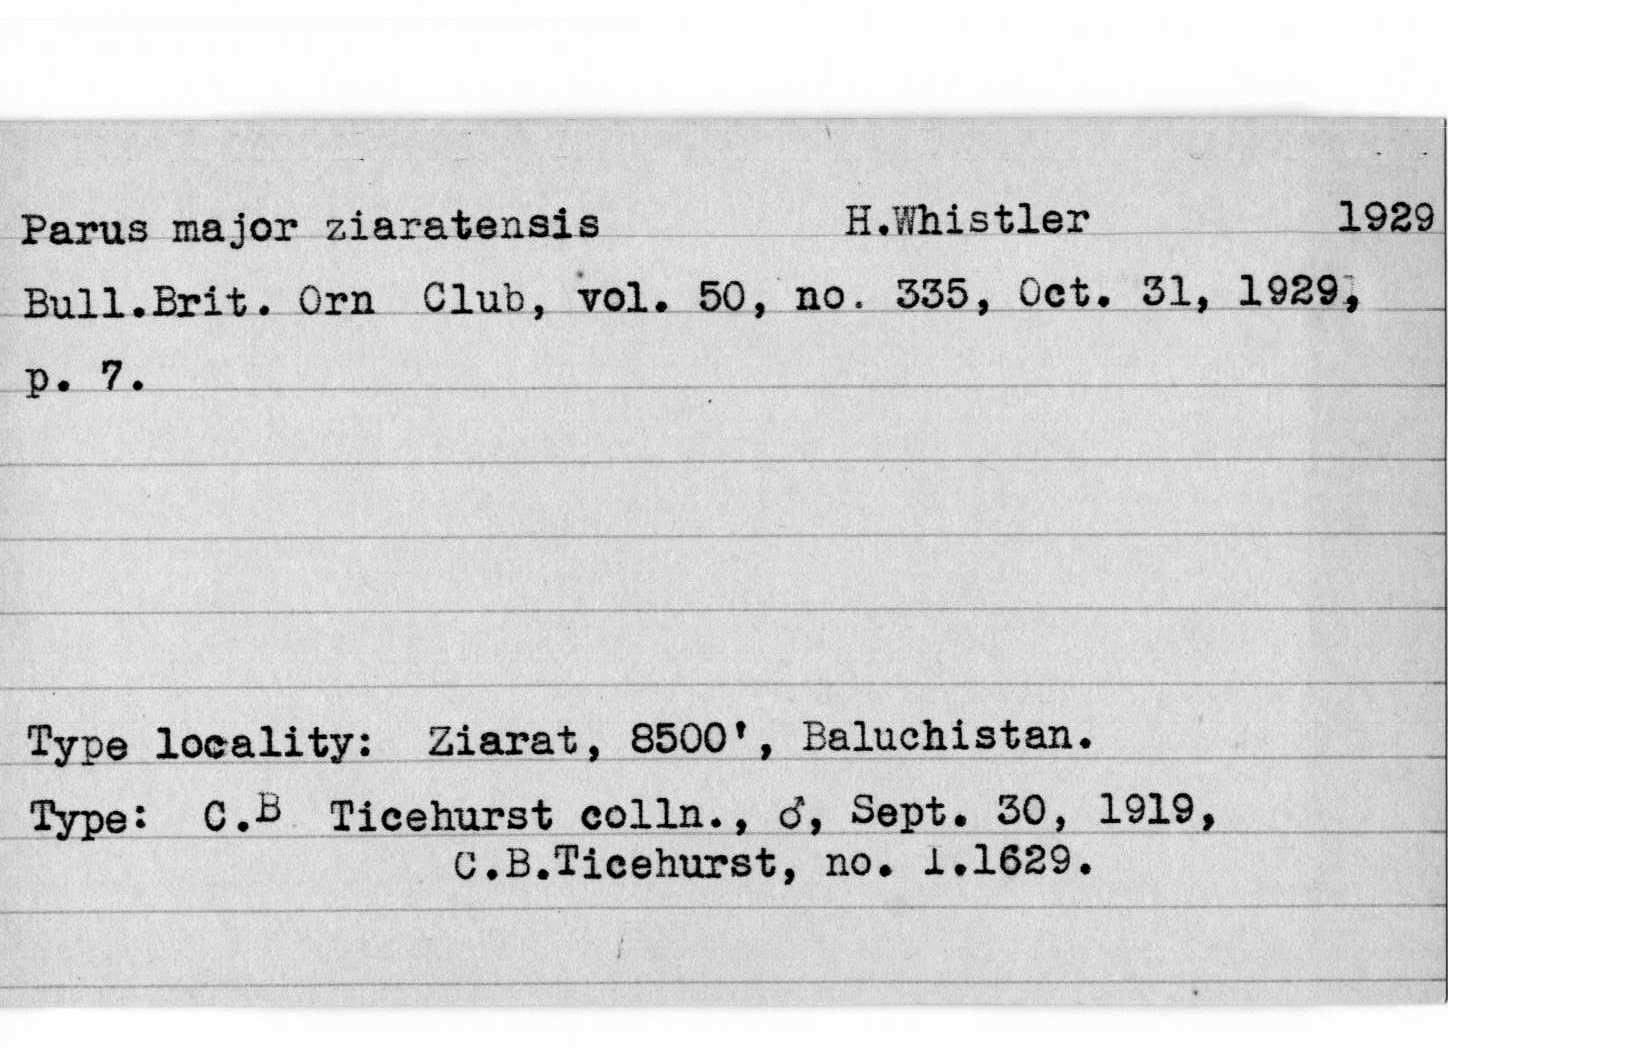 Parus major ziaratensis H.Whistler 1929
Bull.Brit. Orn Club, vol. 50, no. 335, Oct. 31, 1929,
p. 7.
Type locality: Ziarat, 8500', Baluchistan.
Type: C.B Ticehurst colln., ♂, Sept. 30, 1919,
C.B.Ticehurst, no. 1.1629.